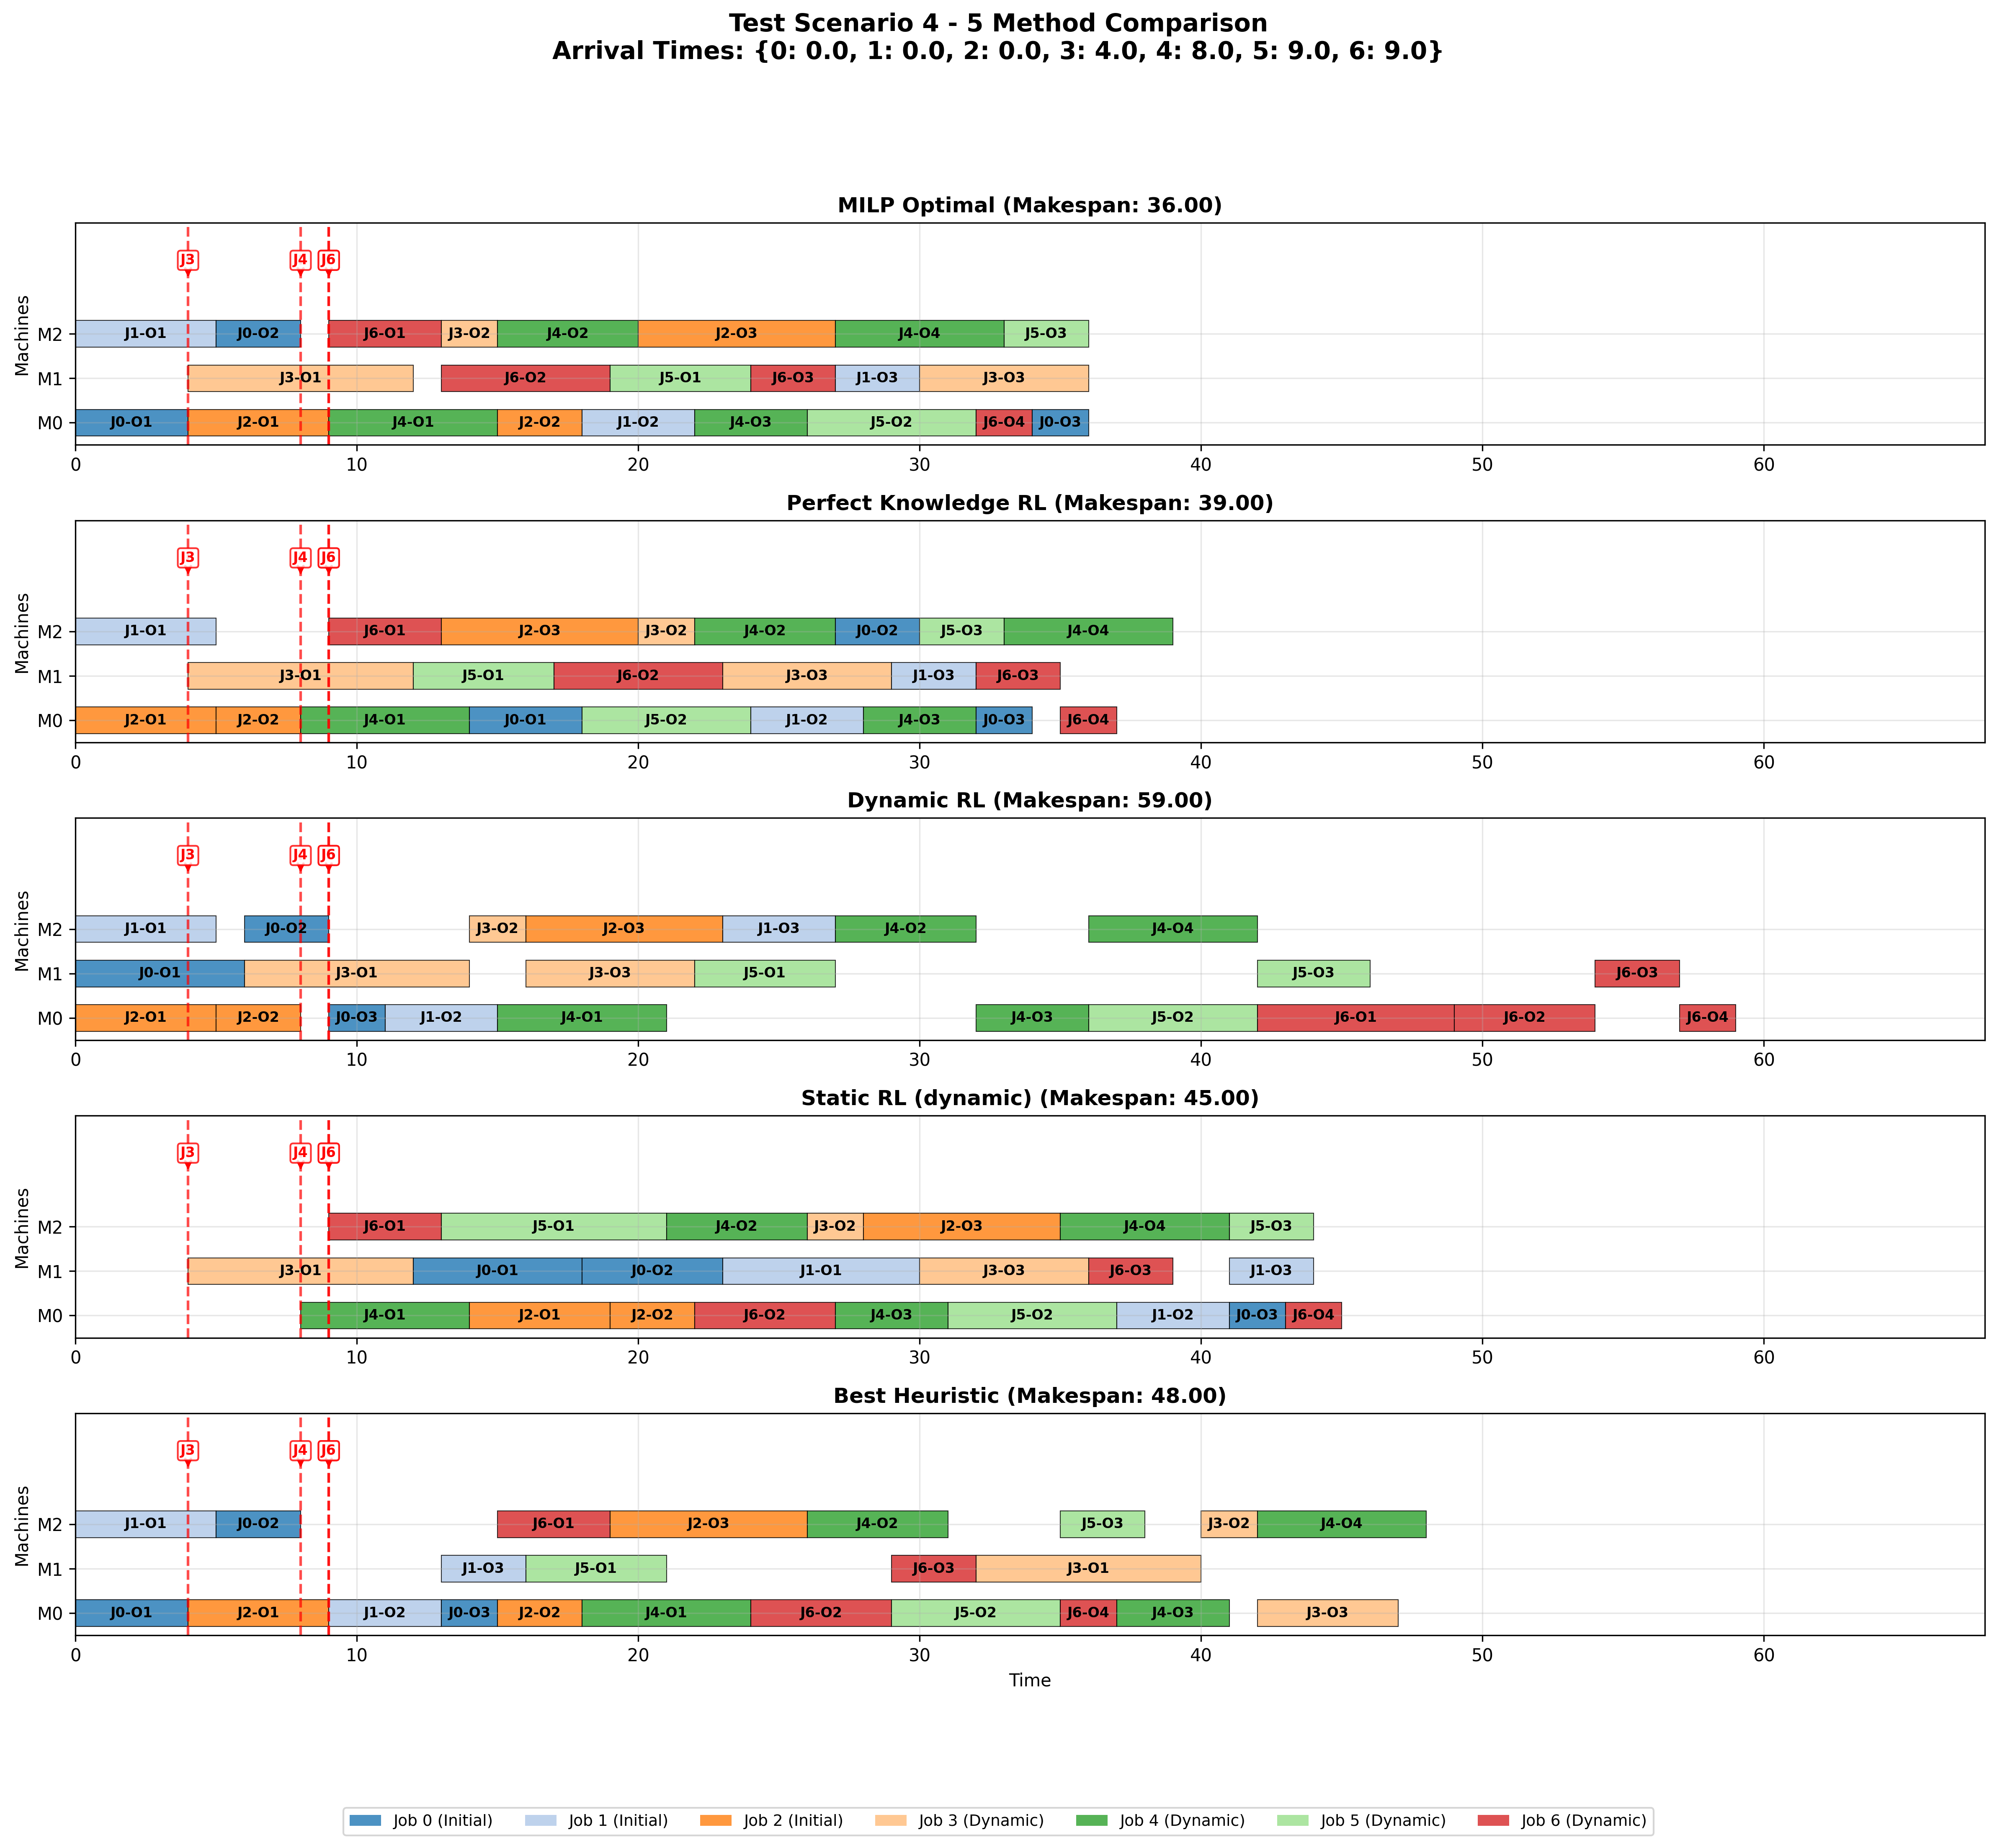 Test Scenario 4 - 5 Method Comparison
Arrival Times: {0: 0.0, 1: 0.0, 2: 0.0, 3: 4.0, 4: 8.0, 5: 9.0, 6: 9.0}
MILP Optimal (Makespan: 36.00)
J3 J4 J6
Machines
M2 J1-O1 J0-O2 J6-O1 J3-O2 J4-O2 J2-O3 J4-O4 J5-O3
M1 J3-O1 J6-O2 J5-O1 J6-O3 J1-O3 J3-O3
M0 J0-O1 J2-O1 J4-O1 J2-O2 J1-O2 J4-O3 J5-O2 J6-O4 J0-O3
0 10 20 30 40 50 60
Perfect Knowledge RL (Makespan: 39.00)
J3 J4 J6
Machines
M2 J1-O1 J6-O1 J2-O3 J3-O2 J4-O2 J0-O2 J5-O3 J4-O4
M1 J3-O1 J5-O1 J6-O2 J3-O3 J1-O3 J6-O3
M0 J2-O1 J2-O2 J4-O1 J0-O1 J5-O2 J1-O2 J4-O3 J0-O3 J6-O4
0 10 20 30 40 50 60
Dynamic RL (Makespan: 59.00)
J3 J4 J6
Machines
M2 J1-O1 J0-O2 J3-O2 J2-O3 J1-O3 J4-O2 J4-O4
M1 J0-O1 J3-O1 J3-O3 J5-O1 J5-O3 J6-O3
M0 J2-O1 J2-O2 J0-O3 J1-O2 J4-O1 J4-O3 J5-O2 J6-O1 J6-O2 J6-O4
0 10 20 30 40 50 60
Static RL (dynamic) (Makespan: 45.00)
J3 J4 J6
Machines
M2 J6-O1 J5-O1 J4-O2 J3-O2 J2-O3 J4-O4 J5-O3
M1 J3-O1 J0-O1 J0-O2 J1-O1 J3-O3 J6-O3 J1-O3
M0 J4-O1 J2-O1 J2-O2 J6-O2 J4-O3 J5-O2 J1-O2 J0-O3 J6-O4
0 10 20 30 40 50 60
Best Heuristic (Makespan: 48.00)
J3 J4 J6
Machines
M2 J1-O1 J0-O2 J6-O1 J2-O3 J4-O2 J5-O3 J3-O2 J4-O4
M1 J1-O3 J5-O1 J6-O3 J3-O1
M0 J0-O1 J2-O1 J1-O2 J0-O3 J2-O2 J4-O1 J6-O2 J5-O2 J6-O4 J4-O3 J3-O3
0 10 20 30 40 50 60
Time
Job 0 (Initial) Job 1 (Initial) Job 2 (Initial) Job 3 (Dynamic) Job 4 (Dynamic) Job 5 (Dynamic) Job 6 (Dynamic)